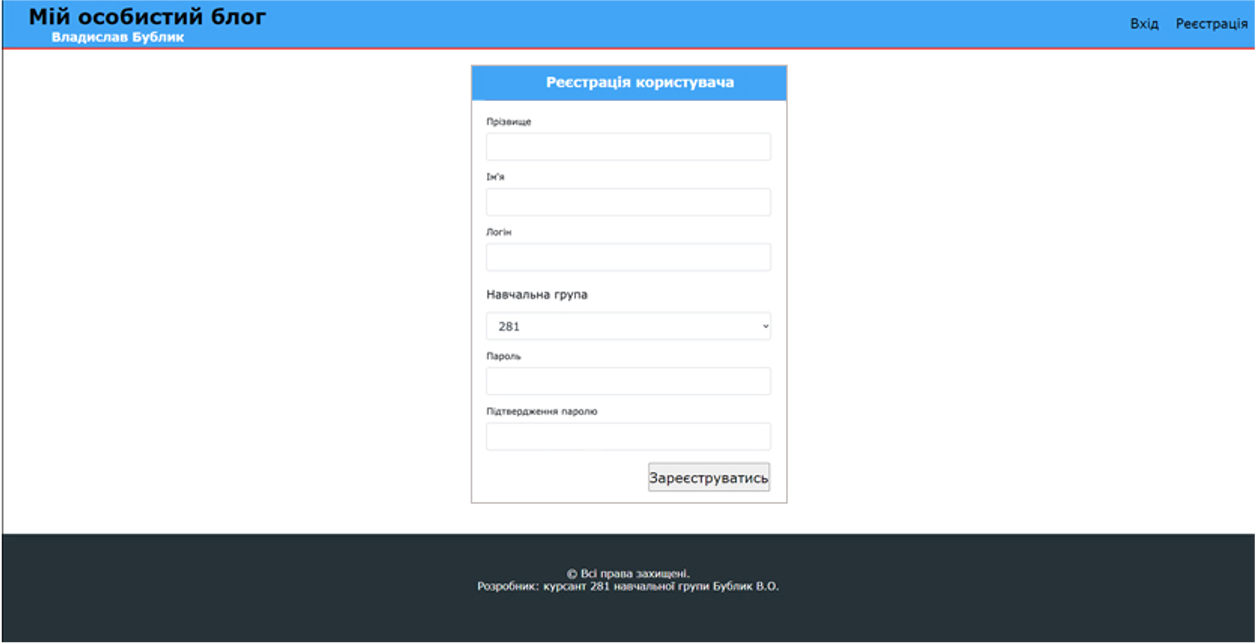 Мій особистий блог
Владислав Бублик
Вхід Реєстрація
Реєстрація користувача
Прізвище
Ім'я
Логін
Навчальна група
281
Пароль
Підтвердження паролю
Зареєструватись
© Всі права захищені.
Розробник: курсант 281 навчальної групи Бублик В.О.